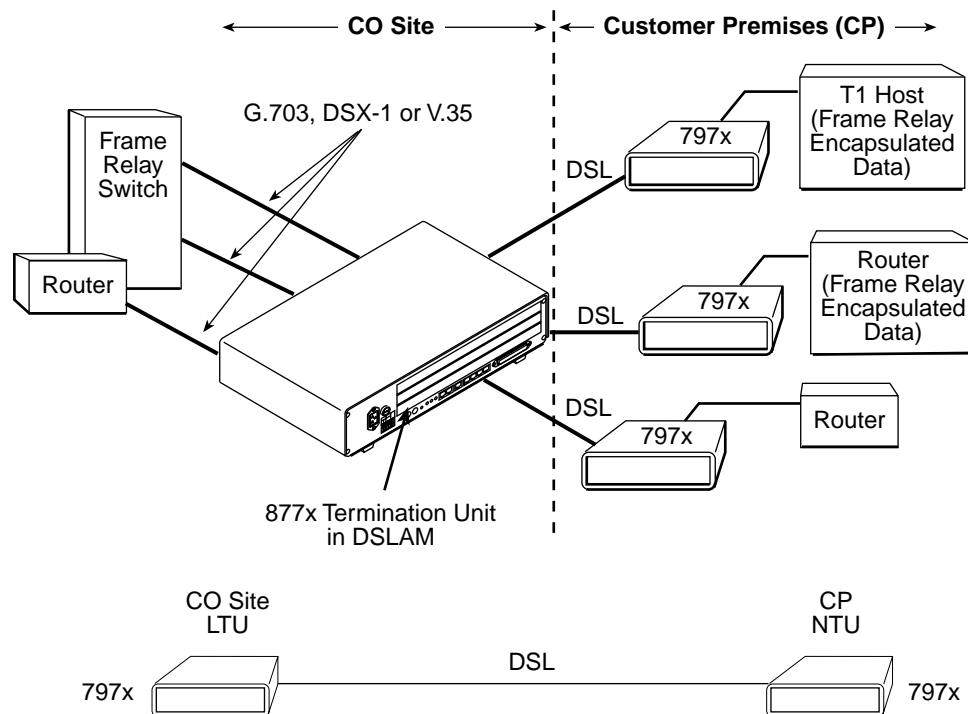 CO Site
Customer Premises (CP)
G.703, DSX-1 or V.35
Frame
Relay
Switch
Router
DSL
797x
T1 Host
(Frame Relay
Encapsulated
Data)
DSL
797x
Router
(Frame Relay
Encapsulated
Data)
DSL
797x
Router
877x Termination Unit
in DSLAM
CO Site
LTU
797x
DSL
CP
NTU
797x